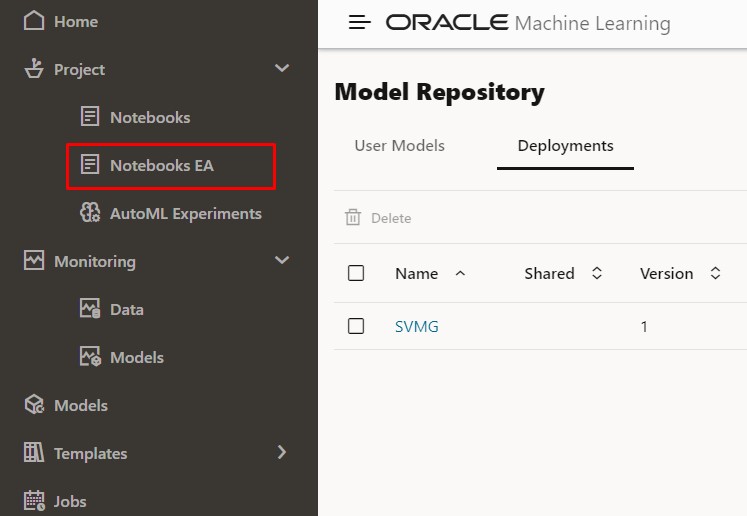 Home
Project
Notebooks
Notebooks EA
AutoML Experiments
Monitoring
Data
Models
Models
Templates
Jobs
ORACLE Machine Learning
Model Repository
User Models Deployments
Delete
Name Shared Version
SVMG 1